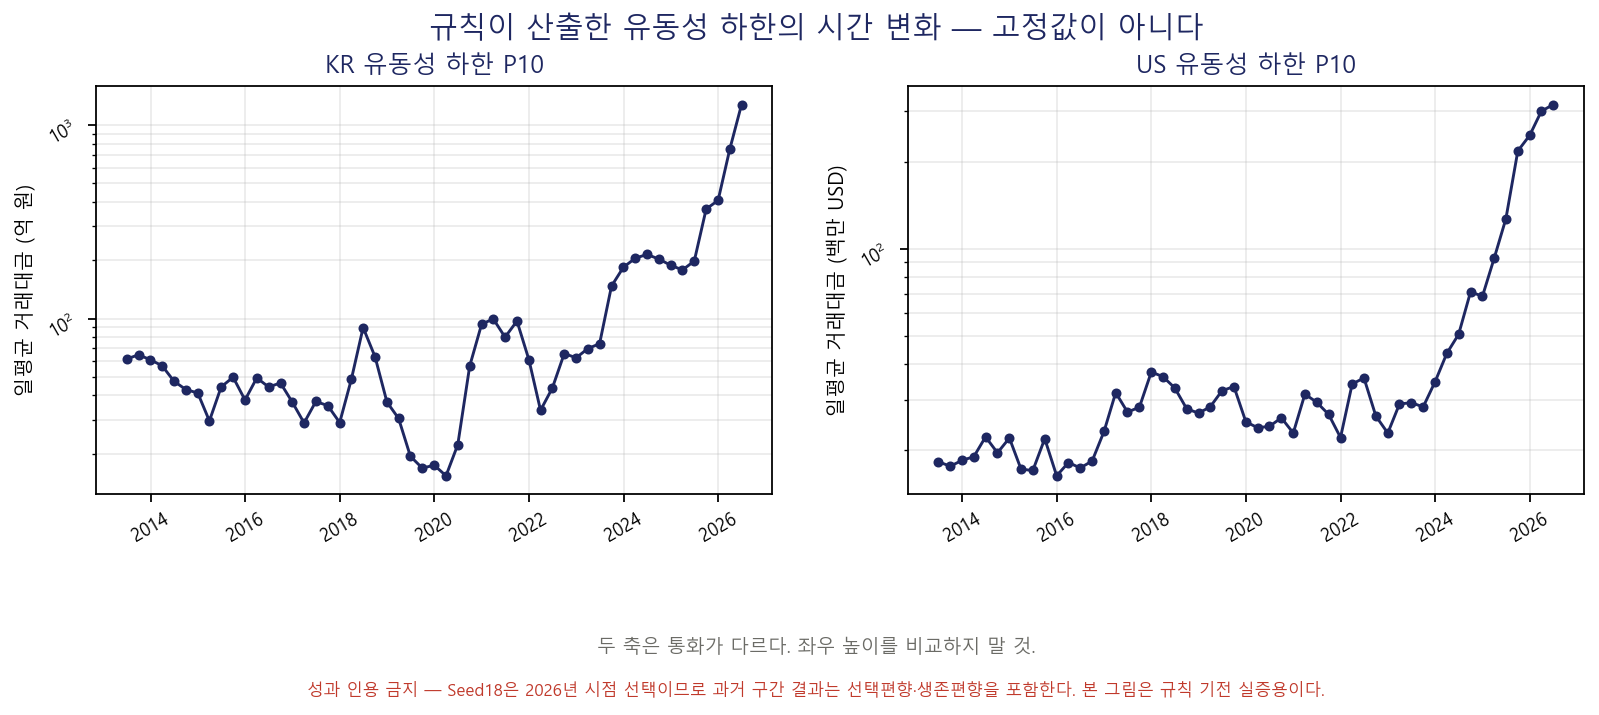 규칙이 산출한 유동성 하한의 시간 변화 — 고정값이 아니다
KR 유동성 하한 P10
일평균 거래대금 (억 원)
10³
10²
2014 2016 2018 2020 2022 2024 2026
US 유동성 하한 P10
일평균 거래대금 (백만 USD)
10²
2014 2016 2018 2020 2022 2024 2026
두 축은 통화가 다르다. 좌우 높이를 비교하지 말 것.
성과 인용 금지 — Seed18은 2026년 시점 선택이므로 과거 구간 결과는 선택편향·생존편향을 포함한다. 본 그림은 규칙 기전 실증용이다.